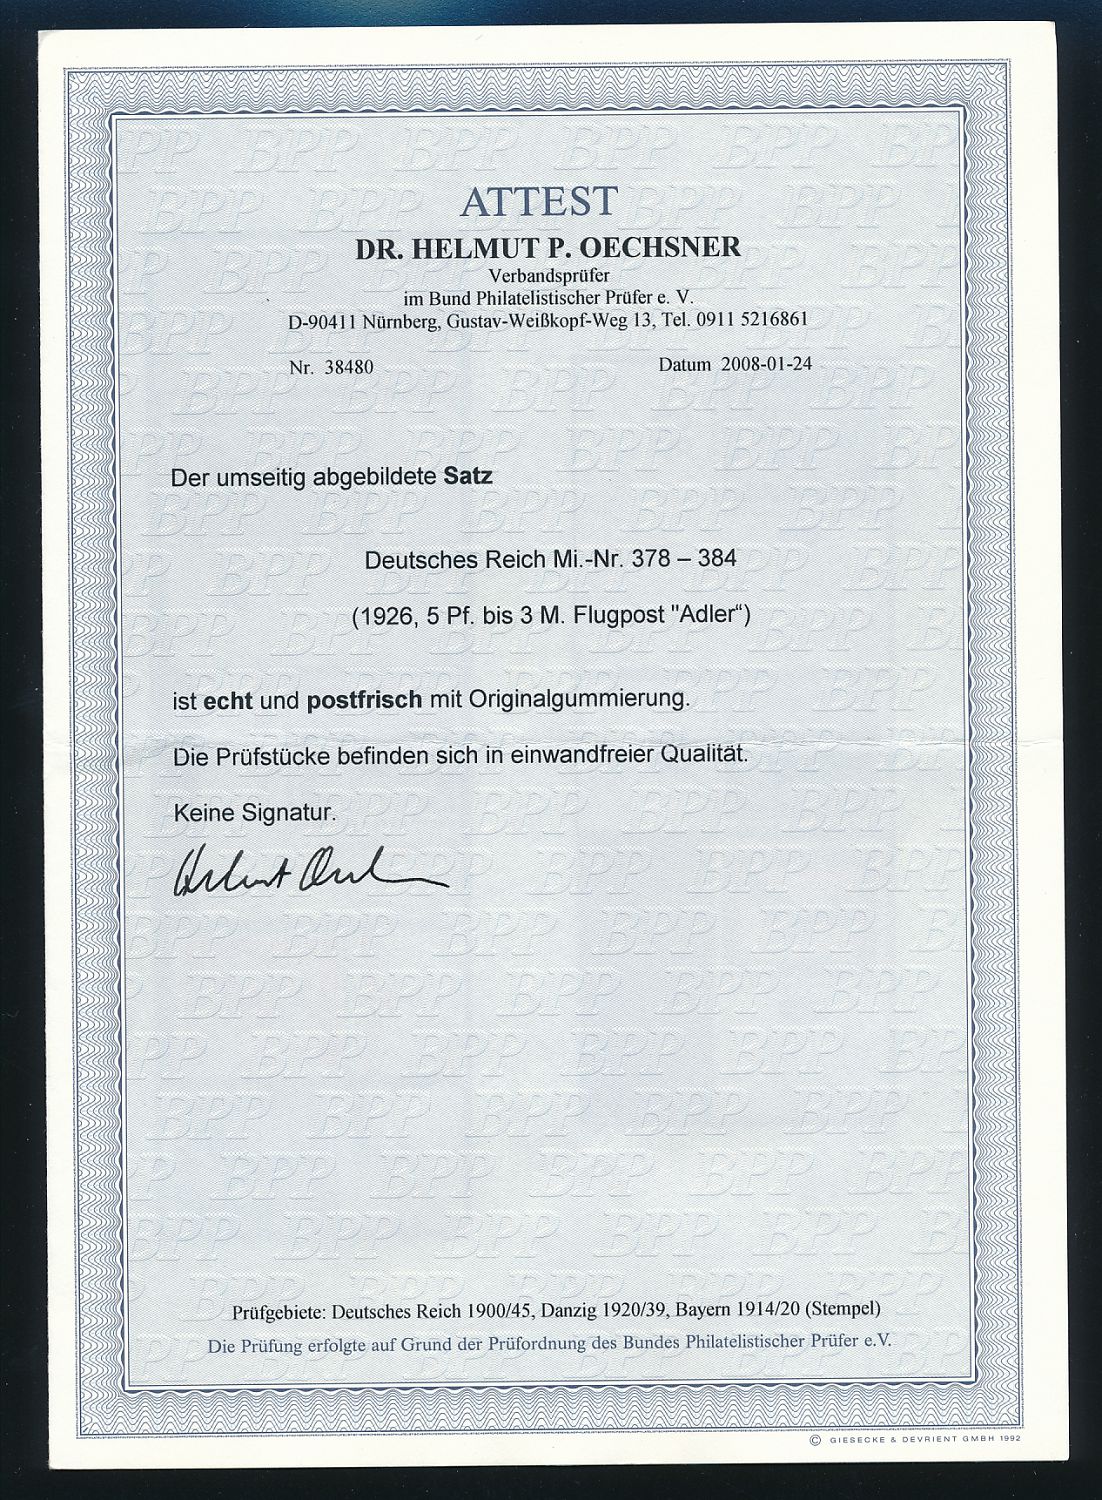 ATTEST
DR. HELMUT P. OECHSNER
Verbandsprüfer
im Bund Philatelistischer Prüfer e. V.
D-90411 Nürnberg, Gustav-Weißkopf-Weg 13, Tel. 0911 5216861
Nr. 38480 Datum 2008-01-24
Der umseitig abgebildete Satz
Deutsches Reich Mi.-Nr. 378 – 384
(1926, 5 Pf. bis 3 M. Flugpost "Adler“)
ist echt und postfrisch mit Originalgummierung.
Die Prüfstücke befinden sich in einwandfreier Qualität.
Keine Signatur.
Prüfgebiete: Deutsches Reich 1900/45, Danzig 1920/39, Bayern 1914/20 (Stempel)
Die Prüfung erfolgte auf Grund der Prüfordnung des Bundes Philatelistischer Prüfer e.V.
© GIESECKE & DEVRIENT GMBH 1992